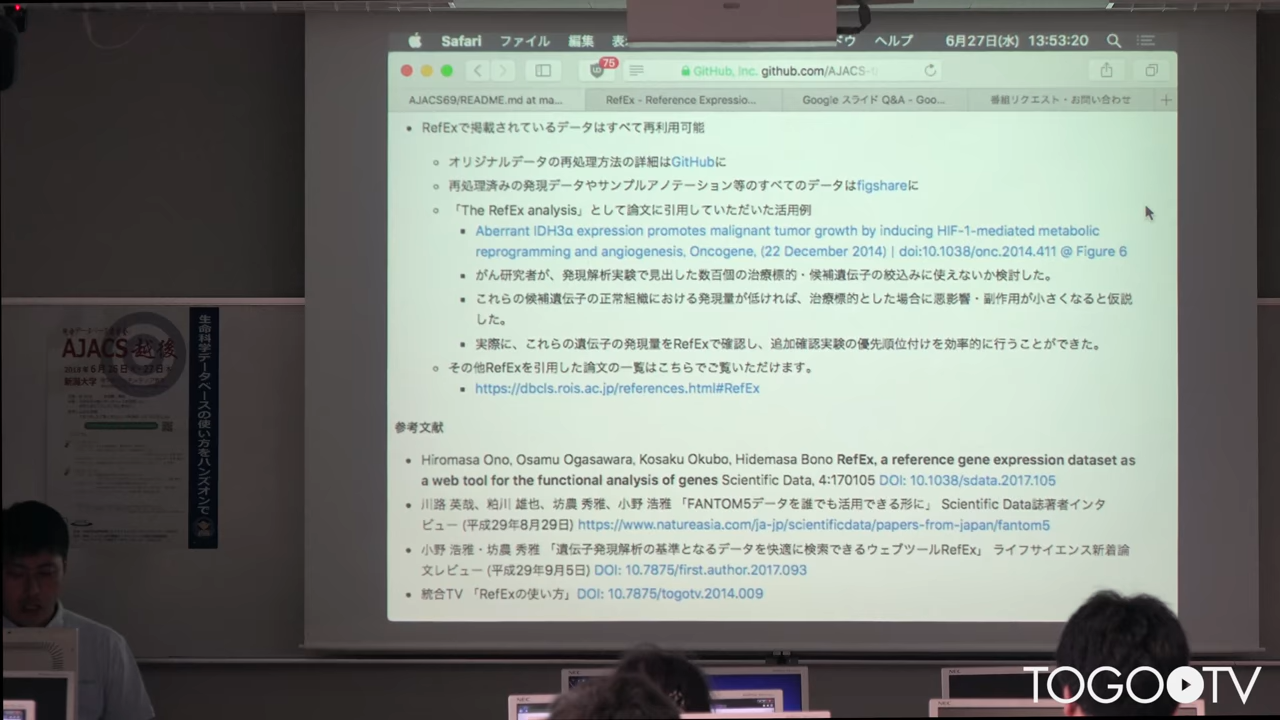 Safari ファイル 編集 表 ドウ ヘルプ 6月27日(水) 13:53:20
75 GitHub, Inc. github.com/AJACS-
AJACS69/README.md at ma... RefEx - Reference Expressio... Google スライド Q&A - Goo... 番組リクエスト・お問い合わせ +
RefExで掲載されているデータはすべて再利用可能
オリジナルデータの再処理方法の詳細はGitHubに
再処理済みの発現データやサンプルアノテーション等のすべてのデータはfigshareに
「The RefEx analysis」として論文に引用していただいた活用例
Aberrant IDH3α expression promotes malignant tumor growth by inducing HIF-1-mediated metabolic
reprogramming and angiogenesis, Oncogene, (22 December 2014) | doi:10.1038/onc.2014.411 @ Figure 6
がん研究者が、発現解析実験で見出した数百個の治療標的・候補遺伝子の絞込みに使えないか検討した。
これらの候補遺伝子の正常組織における発現量が低ければ、治療標的とした場合に悪影響・副作用が小さくなると仮説
した。
実際に、これらの遺伝子の発現量をRefExで確認し、追加確認実験の優先順位付けを効率的に行うことができた。
その他RefExを引用した論文の一覧はこちらでご覧いただけます。
https://dbcls.rois.ac.jp/references.html#RefEx
参考文献
Hiromasa Ono, Osamu Ogasawara, Kosaku Okubo, Hidemasa Bono RefEx, a reference gene expression dataset as
a web tool for the functional analysis of genes Scientific Data, 4:170105 DOI: 10.1038/sdata.2017.105
川路 英哉、粕川 雄也、坊農 秀雅、小野 浩雅 「FANTOM5データを誰でも活用できる形に」 Scientific Data誌著者インタ
ビュー (平成29年8月29日) https://www.natureasia.com/ja-jp/scientificdata/papers-from-japan/fantom5
小野 浩雅・坊農 秀雅 「遺伝子発現解析の基準となるデータを快適に検索できるウェブツールRefEx」 ライフサイエンス新着論
文レビュー (平成29年9月5日) DOI: 10.7875/first.author.2017.093
統合TV 「RefExの使い方」DOI: 10.7875/togotv.2014.009
AJACS 越後
新潟大学
生命科学データベースの使い方をハンズオンで
NEC
NEC
NEC
NEC
TOGO TV